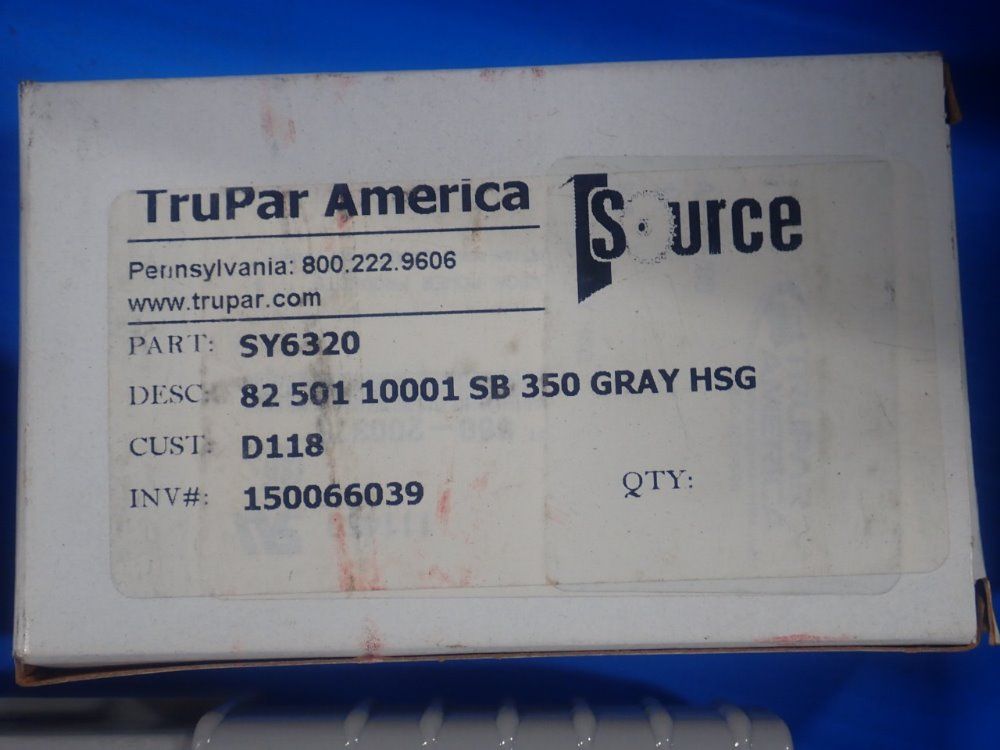 TruPar America
Source
Pennsylvania: 800.222.9606
www.trupar.com
PART: SY6320
DESC: 82 501 10001 SB 350 GRAY HSG
CUST: D118
INV#: 150066039
QTY: